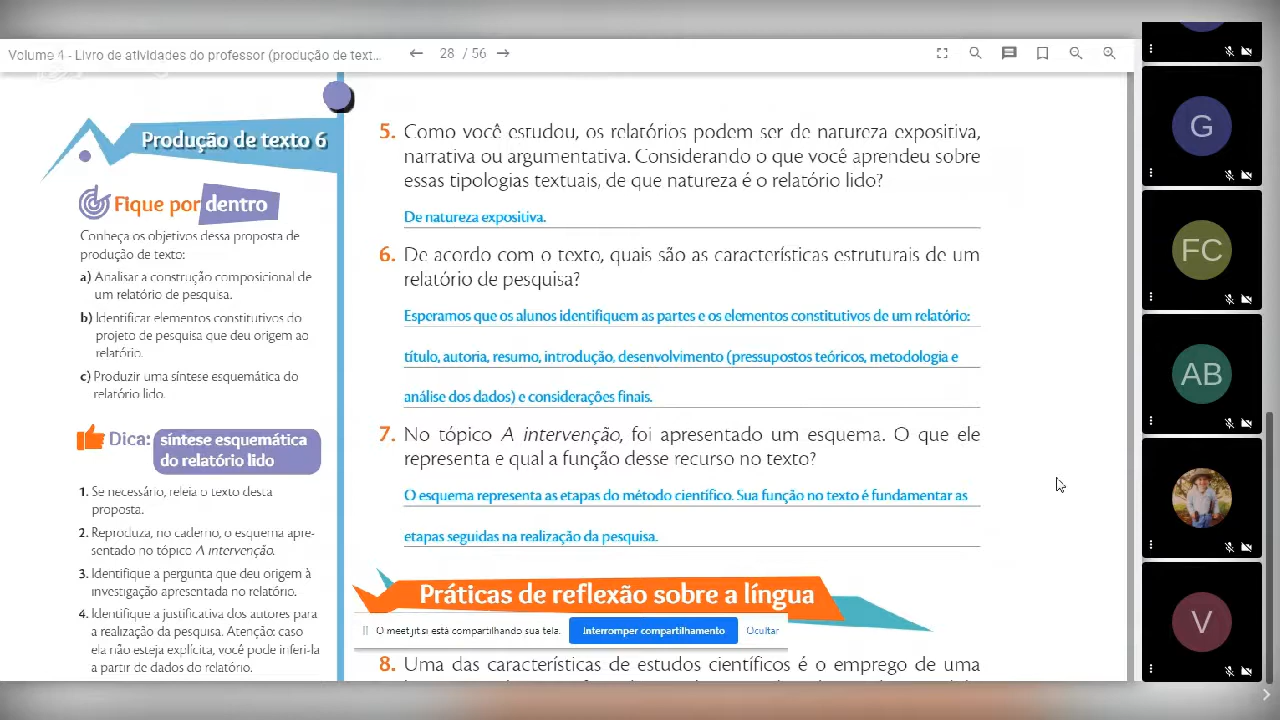 Volume 4 - Livro de atividades do professor (produção de text...
28 / 56
Produção de texto 6
Fique por dentro
Conheça os objetivos dessa proposta de
produção de texto:
a) Analisar a construção composicional de
um relatório de pesquisa.
b) Identificar elementos constitutivos do
projeto de pesquisa que deu origem ao
relatório.
c) Produzir uma síntese esquemática do
relatório lido.
Dica: síntese esquemática
do relatório lido
1. Se necessário, releia o texto desta
proposta.
2. Reproduza, no caderno, o esquema apre-
sentado no tópico A intervenção.
3. Identifique a pergunta que deu origem à
investigação apresentada no relatório.
4. Identifique a justificativa dos autores para
a realização da pesquisa. Atenção: caso
ela não esteja explícita, você pode inferi-la
a partir de dados do relatório.
5. Como você estudou, os relatórios podem ser de natureza expositiva,
narrativa ou argumentativa. Considerando o que você aprendeu sobre
essas tipologias textuais, de que natureza é o relatório lido?
De natureza expositiva.
6. De acordo com o texto, quais são as características estruturais de um
relatório de pesquisa?
Esperamos que os alunos identifiquem as partes e os elementos constitutivos de um relatório:
título, autoria, resumo, introdução, desenvolvimento (pressupostos teóricos, metodologia e
análise dos dados) e considerações finais.
7. No tópico A intervenção, foi apresentado um esquema. O que ele
representa e qual a função desse recurso no texto?
O esquema representa as etapas do método científico. Sua função no texto é fundamentar as
etapas seguidas na realização da pesquisa.
Práticas de reflexão sobre a língua
O meet.jit.si está compartilhando sua tela.
Interromper compartilhamento
Ocultar
8. Uma das características de estudos científicos é o emprego de uma
G
FC
AB
V